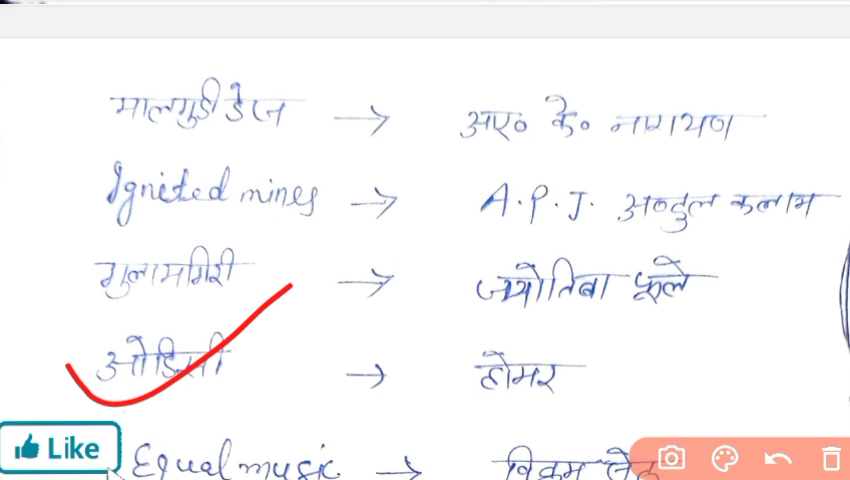 मालगुडी डेज → आर० के० नारायण
Ignited mines → A.P.J. अब्दुल कलाम
गुलामगिरी → ज्योतिबा फूले
ओडिसी → होमर
Like
Equal music → विक्रम सेठ